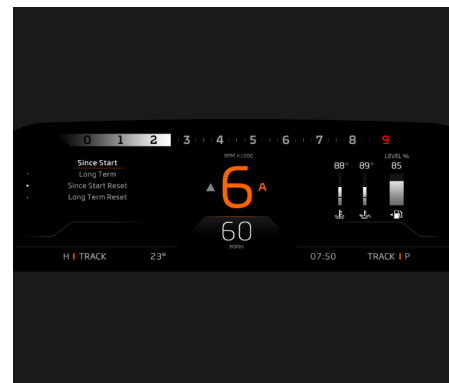 0 1 2 3 4 5 6 7 8 9
RPM X1000
LEVEL %
Since Start
Long Term
Since Start Reset
Long Term Reset
6 A
88° 89° 85
60
MPH
H I TRACK 23° 07:50 TRACK I P